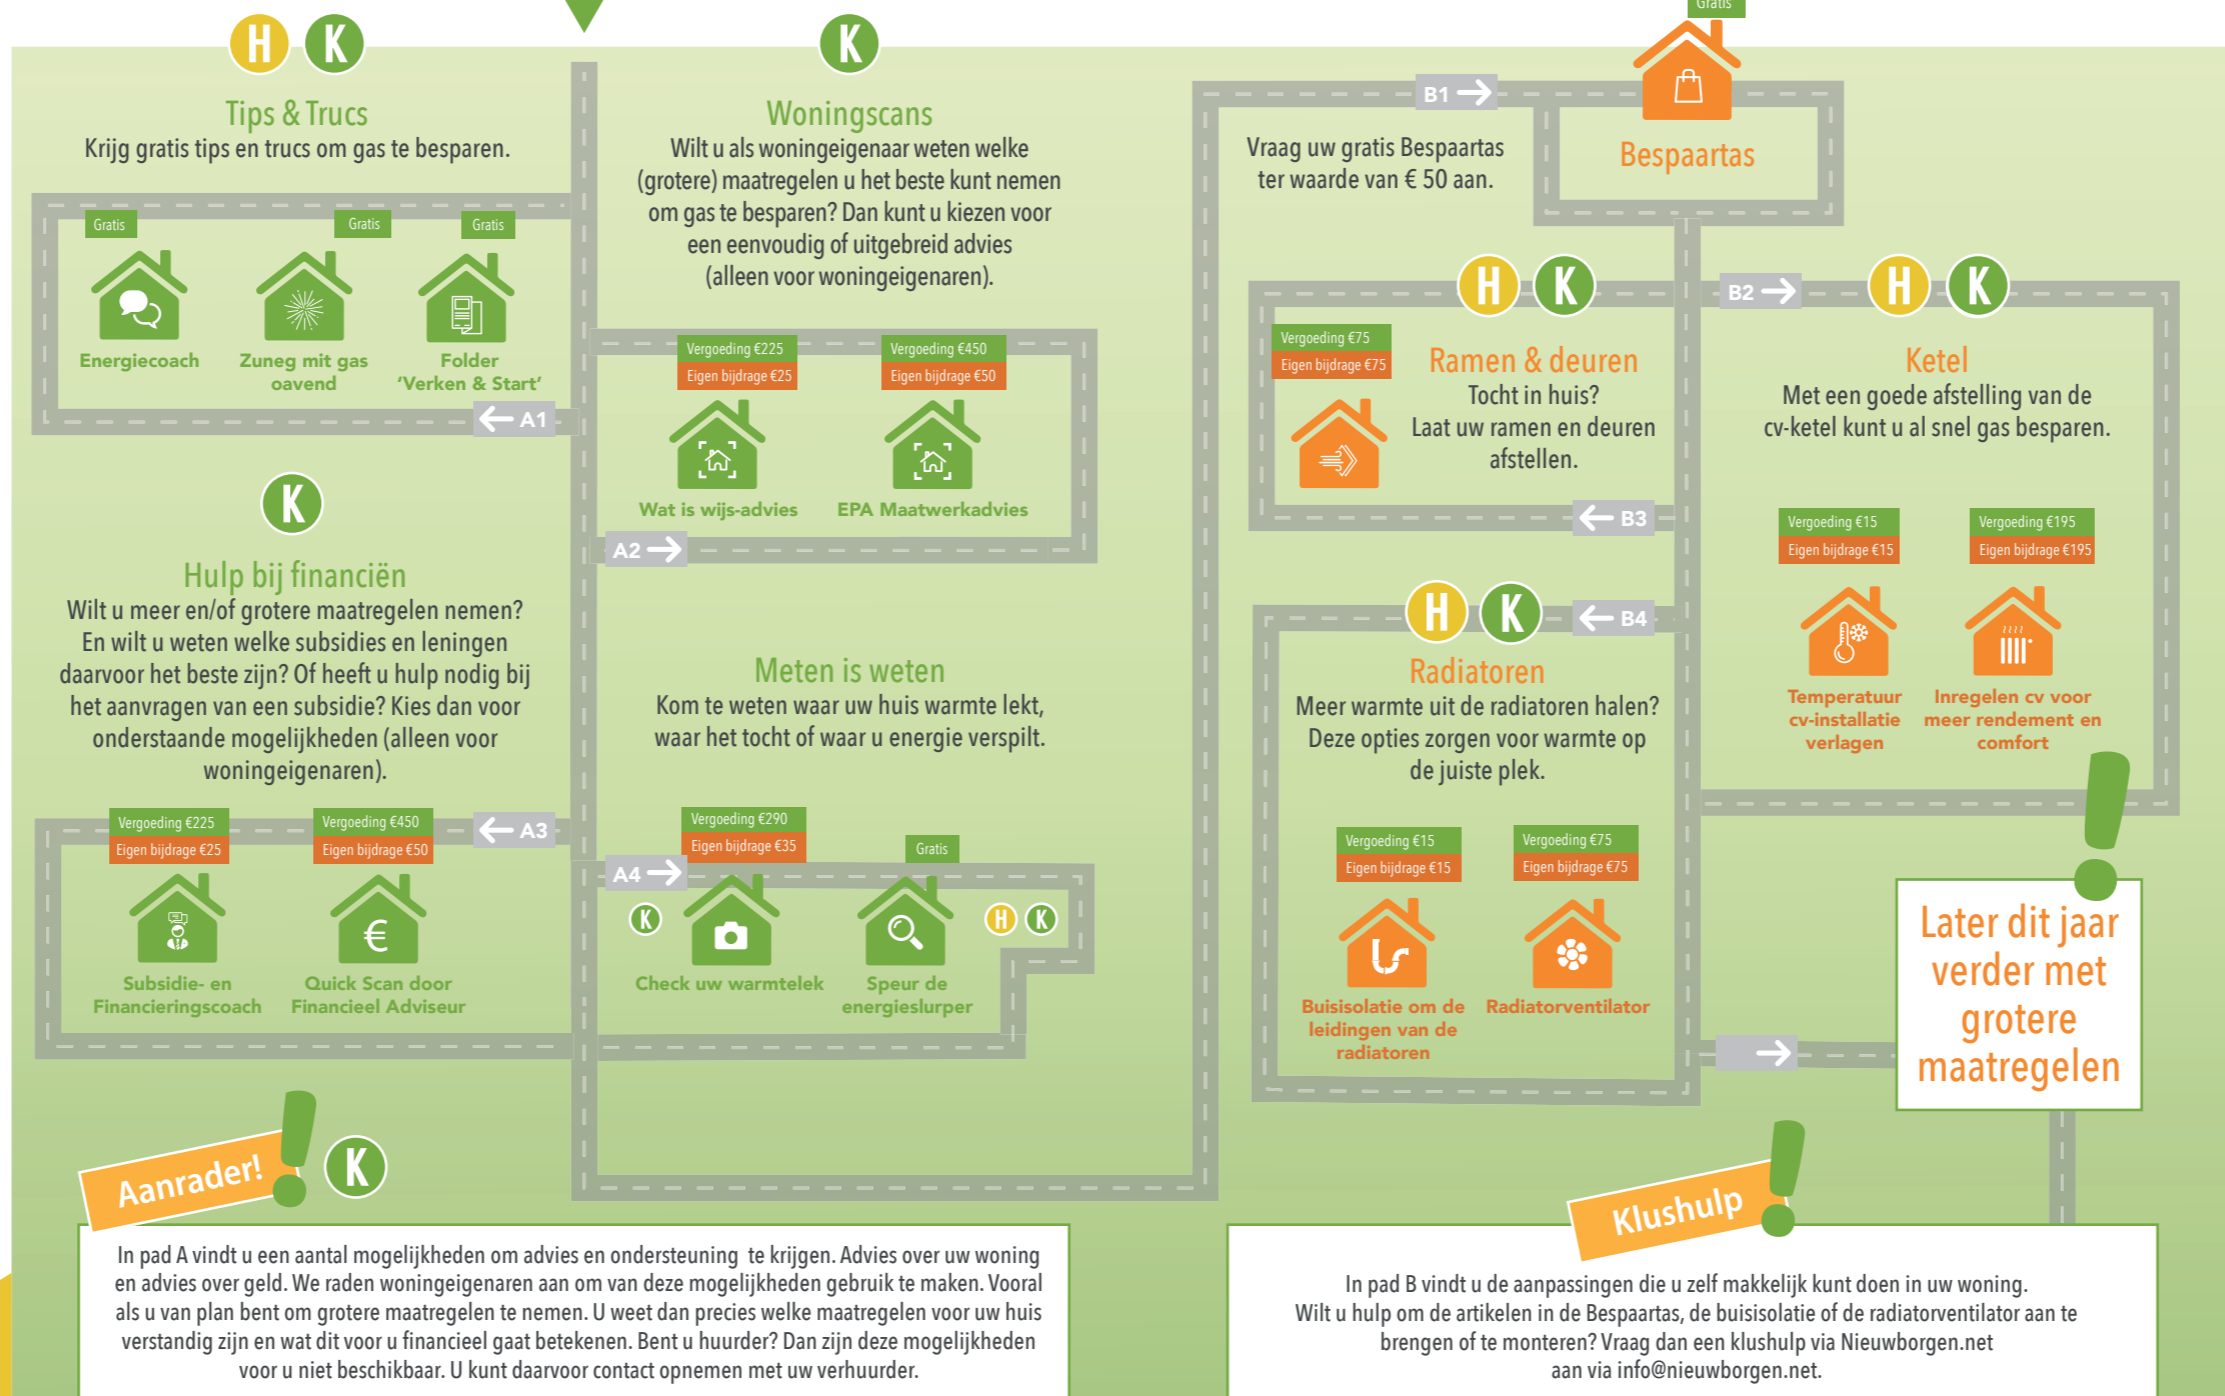 H K
Tips & Trucs
Krijg gratis tips en trucs om gas te besparen.
Gratis
Gratis
Gratis
Energiecoach
Zuneg mit gas
oavend
Folder
‘Verken & Start’
A1
K
Hulp bij financiën
Wilt u meer en/of grotere maatregelen nemen?
En wilt u weten welke subsidies en leningen
daarvoor het beste zijn? Of heeft u hulp nodig bij
het aanvragen van een subsidie? Kies dan voor
onderstaande mogelijkheden (alleen voor
woningeigenaren).
A3
Vergoeding €225
Eigen bijdrage €25
Subsidie- en
Financieringscoach
Vergoeding €450
Eigen bijdrage €50
Quick Scan door
Financieel Adviseur
K
Woningscans
Wilt u als woningeigenaar weten welke
(grotere) maatregelen u het beste kunt nemen
om gas te besparen? Dan kunt u kiezen voor
een eenvoudig of uitgebreid advies
(alleen voor woningeigenaren).
Vergoeding €225
Eigen bijdrage €25
Wat is wijs-advies
Vergoeding €450
Eigen bijdrage €50
EPA Maatwerkadvies
A2
Meten is weten
Kom te weten waar uw huis warmte lekt,
waar het tocht of waar u energie verspilt.
A4
Vergoeding €290
Eigen bijdrage €35
K
Check uw warmtelek
Gratis
H K
Speur de
energieslurper
Aanrader!
K
In pad A vindt u een aantal mogelijkheden om advies en ondersteuning te krijgen. Advies over uw woning
en advies over geld. We raden woningeigenaren aan om van deze mogelijkheden gebruik te maken. Vooral
als u van plan bent om grotere maatregelen te nemen. U weet dan precies welke maatregelen voor uw huis
verstandig zijn en wat dit voor u financieel gaat betekenen. Bent u huurder? Dan zijn deze mogelijkheden
voor u niet beschikbaar. U kunt daarvoor contact opnemen met uw verhuurder.
B1
Gratis
Bespaartas
Vraag uw gratis Bespaartas
ter waarde van € 50 aan.
H K
Vergoeding €75
Eigen bijdrage €75
Ramen & deuren
Tocht in huis?
Laat uw ramen en deuren
afstellen.
B3
B2
H K
Ketel
Met een goede afstelling van de
cv-ketel kunt u al snel gas besparen.
Vergoeding €15
Eigen bijdrage €15
Temperatuur
cv-installatie
verlagen
Vergoeding €195
Eigen bijdrage €195
Inregelen cv voor
meer rendement en
comfort
H K
B4
Radiatoren
Meer warmte uit de radiatoren halen?
Deze opties zorgen voor warmte op
de juiste plek.
Vergoeding €15
Eigen bijdrage €15
Buisisolatie om de
leidingen van de
radiatoren
Vergoeding €75
Eigen bijdrage €75
Radiatorventilator
Later dit jaar
verder met
grotere
maatregelen
Klushulp
In pad B vindt u de aanpassingen die u zelf makkelijk kunt doen in uw woning.
Wilt u hulp om de artikelen in de Bespaartas, de buisisolatie of de radiatorventilator aan te
brengen of te monteren? Vraag dan een klushulp via Nieuwborgen.net
aan via info@nieuwborgen.net.